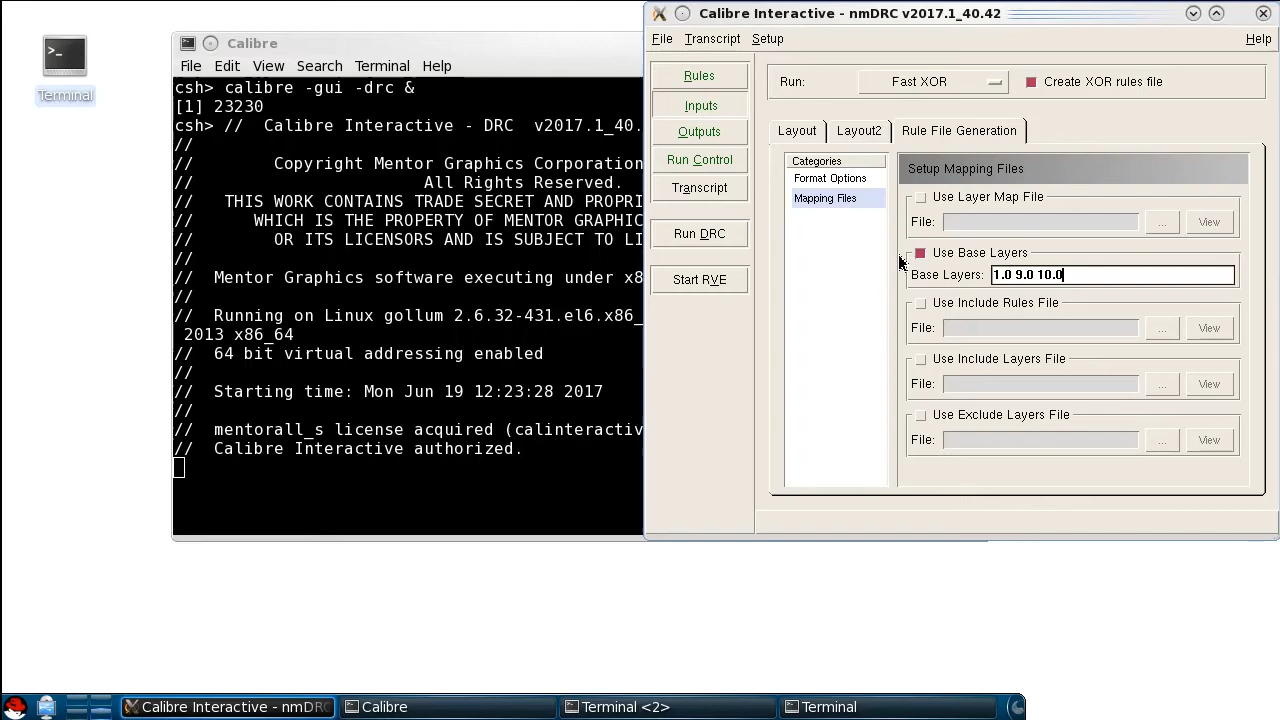 Terminal
Calibre
File Edit View Search Terminal Help
csh> calibre -gui -drc &
[1] 23230
csh> //  Calibre Interactive - DRC  v2017.1_40.
//
//        Copyright Mentor Graphics Corporation
//                   All Rights Reserved.
//   THIS WORK CONTAINS TRADE SECRET AND PROPRI
//      WHICH IS THE PROPERTY OF MENTOR GRAPHIC
//        OR ITS LICENSORS AND IS SUBJECT TO LI
//
//  Mentor Graphics software executing under x8
//
//  Running on Linux gollum 2.6.32-431.el6.x86_
2013 x86_64
//  64 bit virtual addressing enabled
//
//  Starting time: Mon Jun 19 12:23:28 2017
//
//  mentorall_s license acquired (calinteractiv
//  Calibre Interactive authorized.
Calibre Interactive - nmDRC v2017.1_40.42
File Transcript Setup Help
Rules
Inputs
Outputs
Run Control
Transcript
Run DRC
Start RVE
Run: Fast XOR Create XOR rules file
Layout Layout2 Rule File Generation
Categories
Format Options
Mapping Files
Setup Mapping Files
Use Layer Map File
File: ... View
Use Base Layers
Base Layers: 1.0 9.0 10.0
Use Include Rules File
File: ... View
Use Include Layers File
File: ... View
Use Exclude Layers File
File: ... View
Calibre Interactive - nmDRC Calibre Terminal <2> Terminal